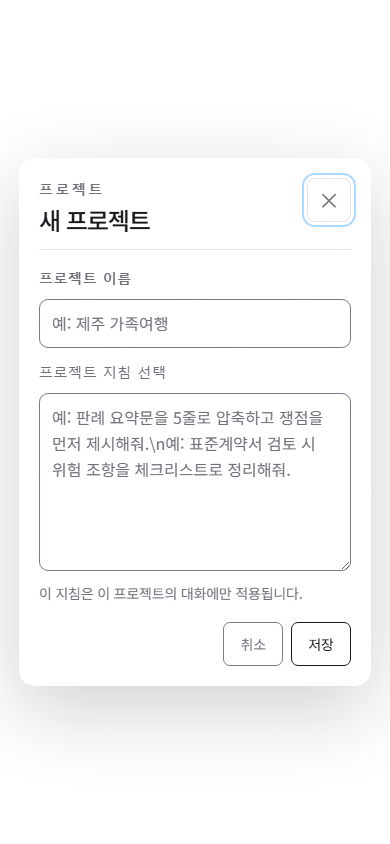 프로젝트
새 프로젝트
프로젝트 이름
예: 제주 가족여행
프로젝트 지침 선택
예: 판례 요약문을 5줄로 압축하고 쟁점을
먼저 제시해줘.\n예: 표준계약서 검토 시
위험 조항을 체크리스트로 정리해줘.
이 지침은 이 프로젝트의 대화에만 적용됩니다.
취소
저장